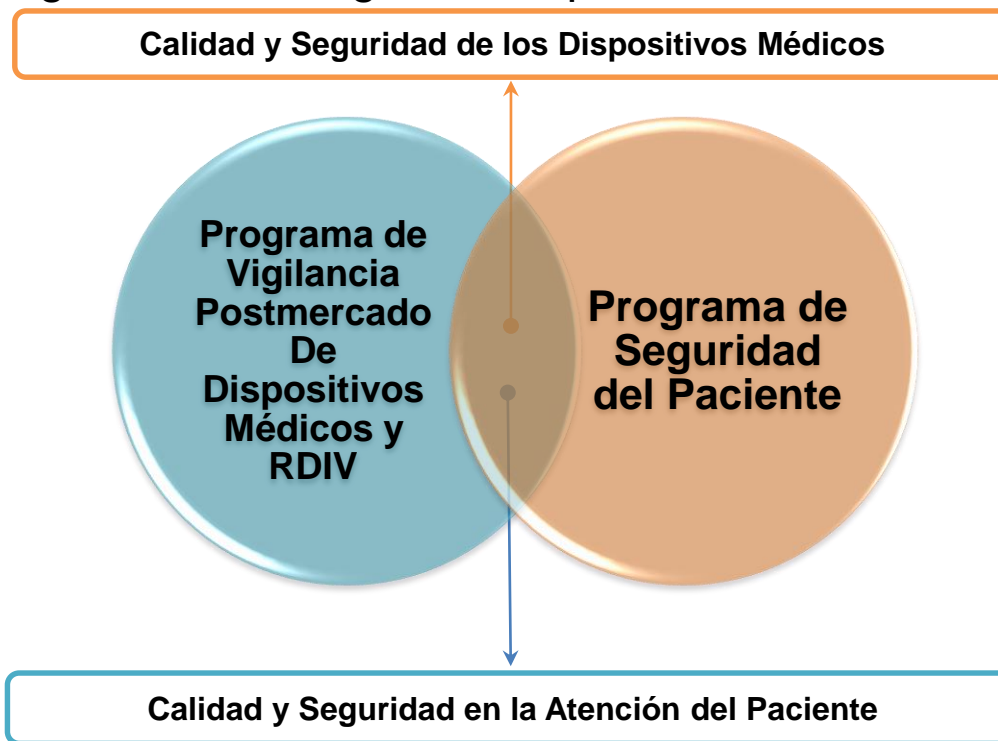 Calidad y Seguridad de los Dispositivos Médicos
Programa de
Vigilancia
Postmercado
De
Dispositivos
Médicos y
RDIV
Programa de
Seguridad
del Paciente
Calidad y Seguridad en la Atención del Paciente